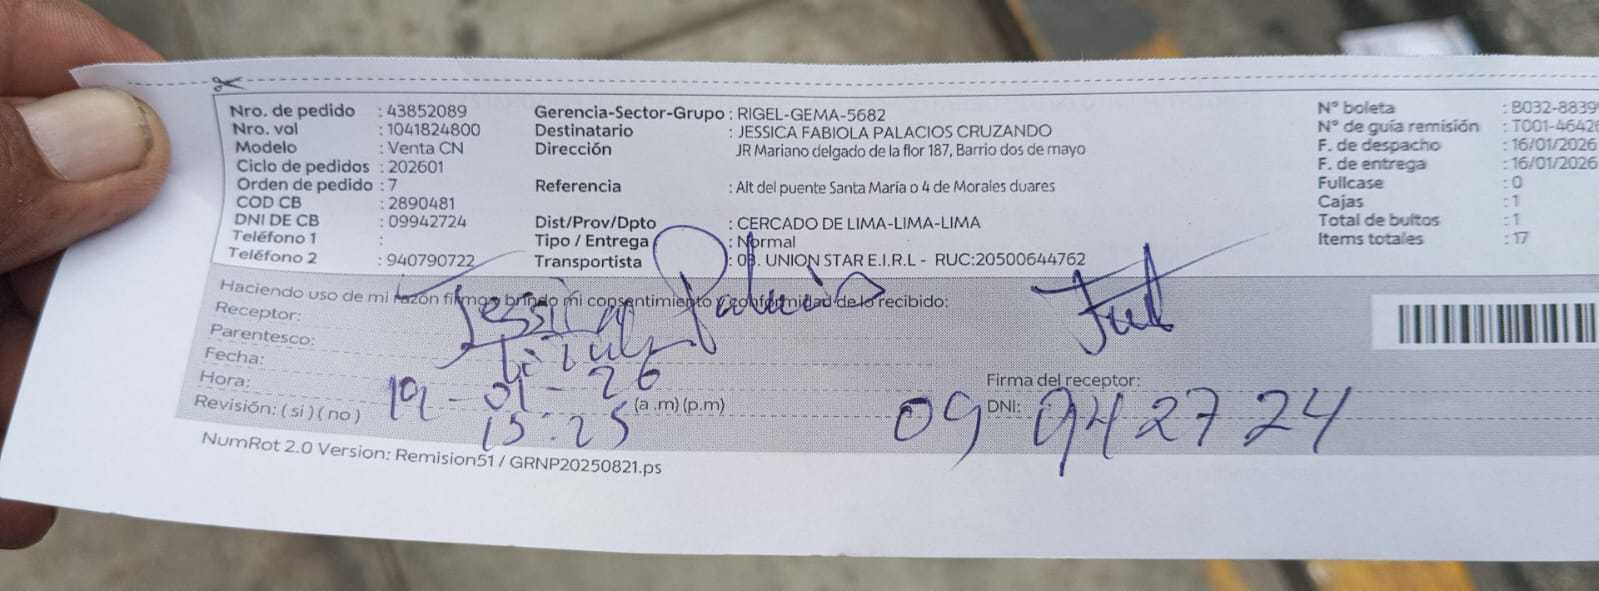 Nro. de pedido : 43852089
Nro. vol : 1041824800
Modelo : Venta CN
Ciclo de pedidos : 202601
Orden de pedido : 7
COD CB : 2890481
DNI DE CB : 09942724
Teléfono 1 :
Teléfono 2 : 940790722
Gerencia-Sector-Grupo : RIGEL-GEMA-5682
Destinatario : JESSICA FABIOLA PALACIOS CRUZANDO
Dirección JR Mariano delgado de la flor 187, Barrio dos de mayo
Referencia : Alt del puente Santa María o 4 de Morales duares
Dist/Prov/Dpto : CERCADO DE LIMA-LIMA-LIMA
Tipo / Entrega : Normal
Transportista : 03. UNION STAR E.I.R.L - RUC:20500644762
N° boleta : B032-8839
N° de guía remisión : T001-4642
F. de despacho : 16/01/2026
F. de entrega : 16/01/2026
Fullcase : 0
Cajas : 1
Total de bultos : 1
Items totales : 17
Haciendo uso de mi razón firmo y brindo mi consentimiento y conformidad de lo recibido:
Receptor: Jessica Palacios
Parentesco: Titular
Fecha: 19-01-26
Hora: 15:25 (a .m) (p.m)
Revisión: ( si ) ( no )
Firma del receptor:
DNI: 09942724
NumRot 2.0 Version: Remision51 / GRNP20250821.ps